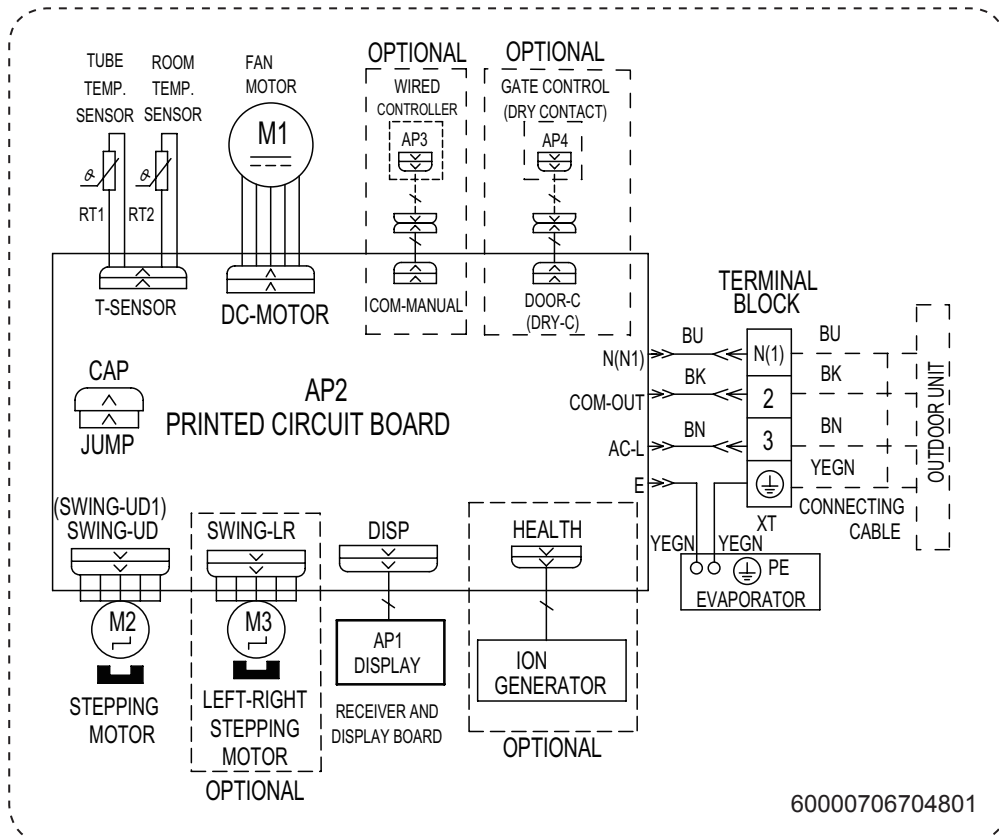 OPTIONAL
OPTIONAL
TUBE
TEMP.
SENSOR
ROOM
TEMP.
SENSOR
FAN
MOTOR
WIRED
CONTROLLER
GATE CONTROL
(DRY CONTACT)
M1
AP3
AP4
RT1
RT2
T-SENSOR
DC-MOTOR
COM-MANUAL
DOOR-C
(DRY-C)
TERMINAL
BLOCK
CAP
JUMP
AP2
PRINTED CIRCUIT BOARD
N(N1)
BU
N(1)
BU
COM-OUT
BK
2
BK
AC-L
BN
3
BN
E
YEGN
OUTDOOR UNIT
CONNECTING
CABLE
XT
YEGN
YEGN
PE
EVAPORATOR
(SWING-UD1)
SWING-UD
SWING-LR
DISP
HEALTH
M2
M3
AP1
DISPLAY
ION
GENERATOR
STEPPING
MOTOR
LEFT-RIGHT
STEPPING
MOTOR
RECEIVER AND
DISPLAY BOARD
OPTIONAL
OPTIONAL
60000706704801